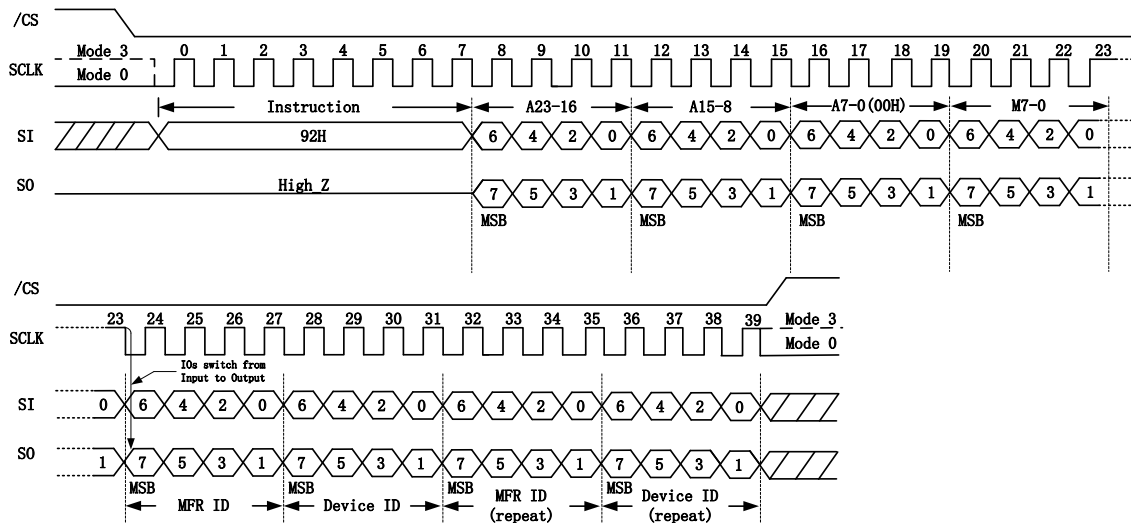 /CS
Mode 3 0 1 2 3 4 5 6 7 8 9 10 11 12 13 14 15 16 17 18 19 20 21 22 23
SCLK
Mode 0
Instruction A23-16 A15-8 A7-0(00H) M7-0
SI 92H 6 4 2 0 6 4 2 0 6 4 2 0 6 4 2 0
SO High_Z 7 5 3 1 7 5 3 1 7 5 3 1 7 5 3 1
MSB MSB MSB MSB
/CS
23 24 25 26 27 28 29 30 31 32 33 34 35 36 37 38 39 Mode 3
SCLK
Mode 0
IOs switch from
Input to Output
SI 0 6 4 2 0 6 4 2 0 6 4 2 0 6 4 2 0
SO 1 7 5 3 1 7 5 3 1 7 5 3 1 7 5 3 1
MSB MSB MSB MSB
MFR ID Device ID MFR ID Device ID
(repeat) (repeat)